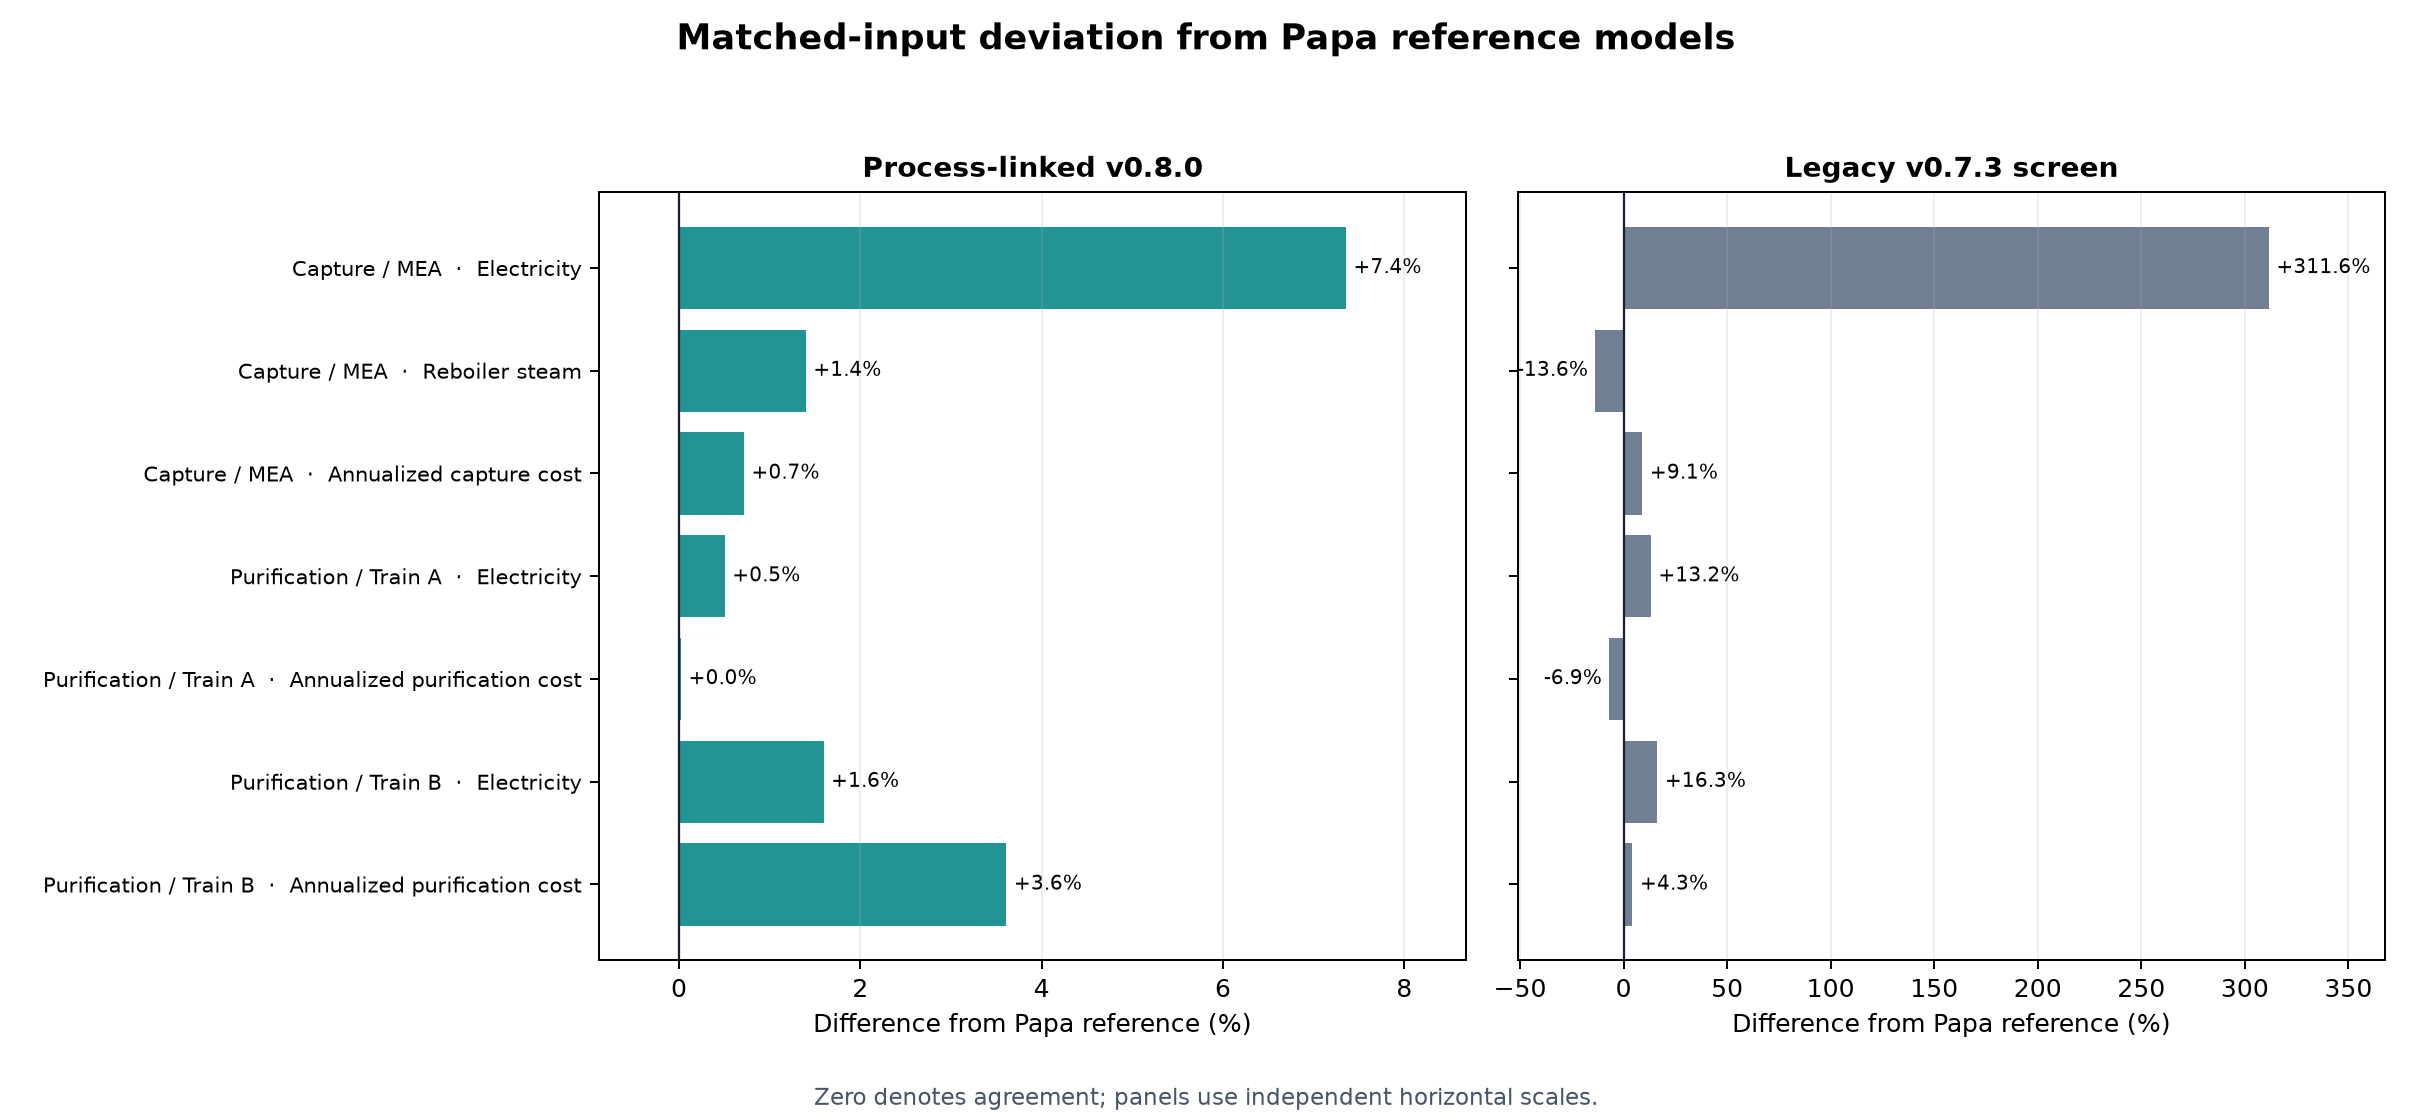 Matched-input deviation from Papa reference models
Process-linked v0.8.0
Legacy v0.7.3 screen
Capture / MEA · Electricity
+7.4%
+311.6%
Capture / MEA · Reboiler steam
+1.4%
-13.6%
Capture / MEA · Annualized capture cost
+0.7%
+9.1%
Purification / Train A · Electricity
+0.5%
+13.2%
Purification / Train A · Annualized purification cost
+0.0%
-6.9%
Purification / Train B · Electricity
+1.6%
+16.3%
Purification / Train B · Annualized purification cost
+3.6%
+4.3%
0 2 4 6 8
−50 0 50 100 150 200 250 300 350
Difference from Papa reference (%)
Difference from Papa reference (%)
Zero denotes agreement; panels use independent horizontal scales.